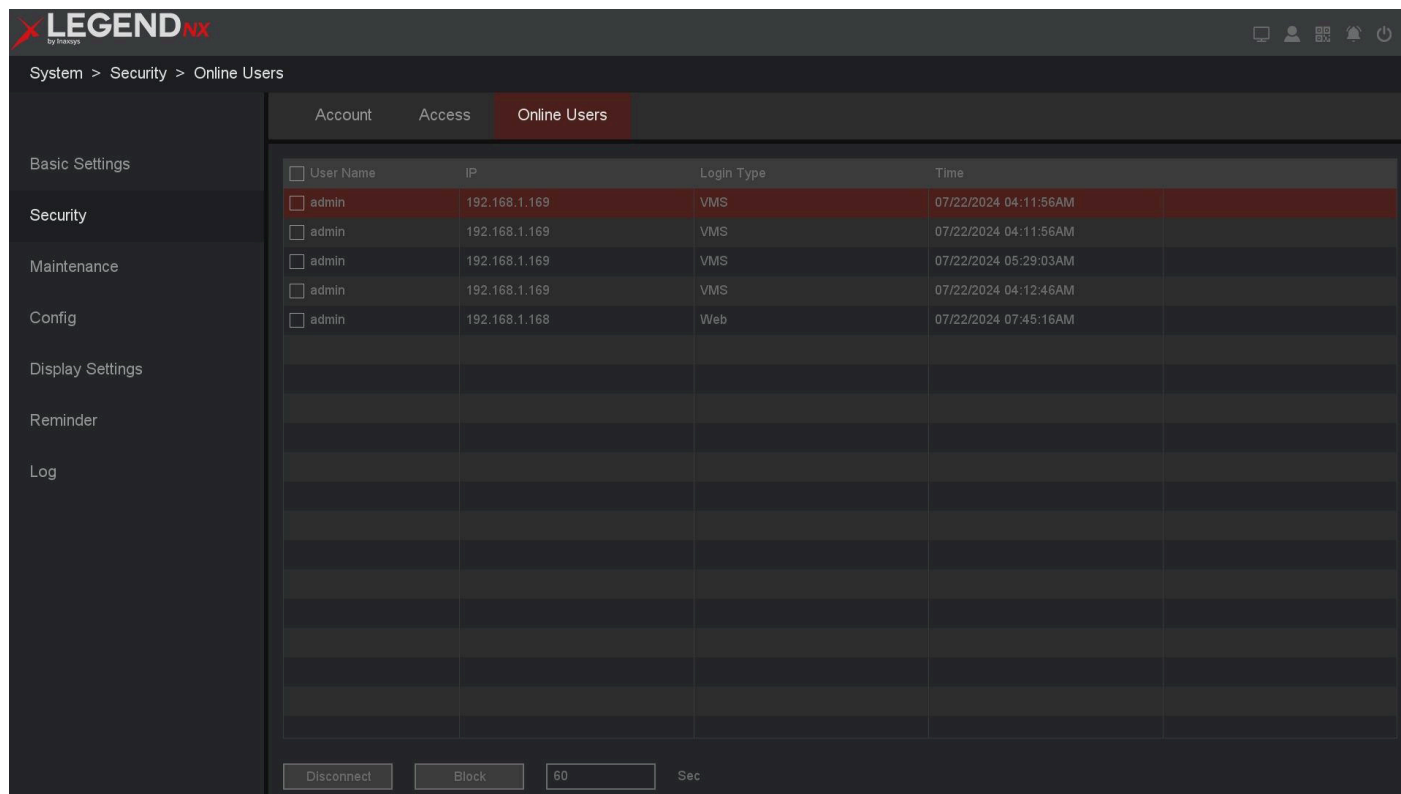 LEGEND NX
by Inaxsys
System > Security > Online Users
Account Access Online Users
Basic Settings
Security
Maintenance
Config
Display Settings
Reminder
Log
User Name IP Login Type Time
admin 192.168.1.169 VMS 07/22/2024 04:11:56AM
admin 192.168.1.169 VMS 07/22/2024 04:11:56AM
admin 192.168.1.169 VMS 07/22/2024 05:29:03AM
admin 192.168.1.169 VMS 07/22/2024 04:12:46AM
admin 192.168.1.168 Web 07/22/2024 07:45:16AM
Disconnect Block 60 Sec